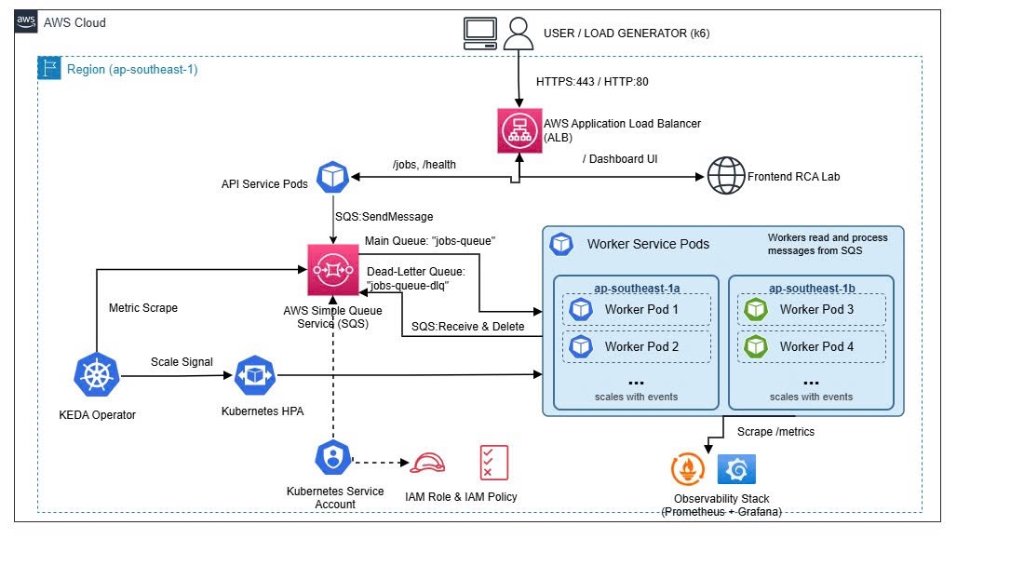 aws
AWS Cloud
USER / LOAD GENERATOR (k6)
Region (ap-southeast-1)
HTTPS:443 / HTTP:80
AWS Application Load Balancer
(ALB)
/jobs, /health
/ Dashboard UI
API Service Pods
Frontend RCA Lab
SQS:SendMessage
Main Queue: "jobs-queue"
Dead-Letter Queue:
"jobs-queue-dlq"
AWS Simple Queue
Service (SQS)
SQS:Receive & Delete
Worker Service Pods
Workers read and process
messages from SQS
ap-southeast-1a
Worker Pod 1
Worker Pod 2
...
scales with events
ap-southeast-1b
Worker Pod 3
Worker Pod 4
...
scales with events
Metric Scrape
Scale Signal
KEDA Operator
Kubernetes HPA
Scrape /metrics
Kubernetes Service
Account
IAM Role & IAM Policy
Observability Stack
(Prometheus + Grafana)